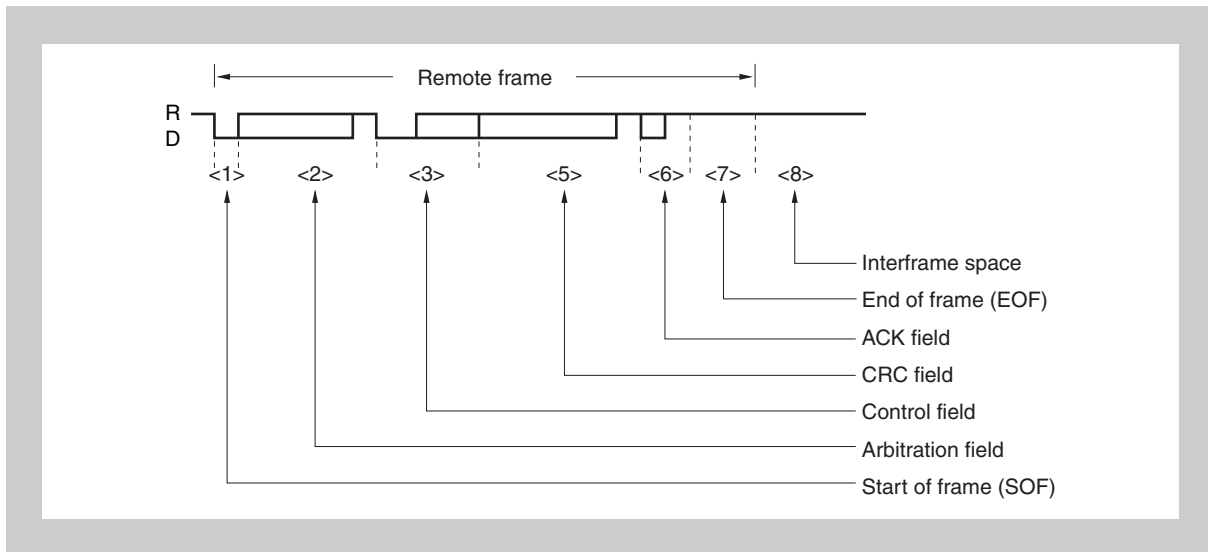 Remote frame
R
D
<1> <2> <3> <5> <6> <7> <8>
Interframe space
End of frame (EOF)
ACK field
CRC field
Control field
Arbitration field
Start of frame (SOF)